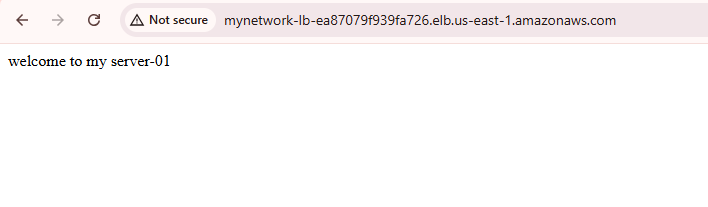 Not secure mynetwork-lb-ea87079f939fa726.elb.us-east-1.amazonaws.com
welcome to my server-01